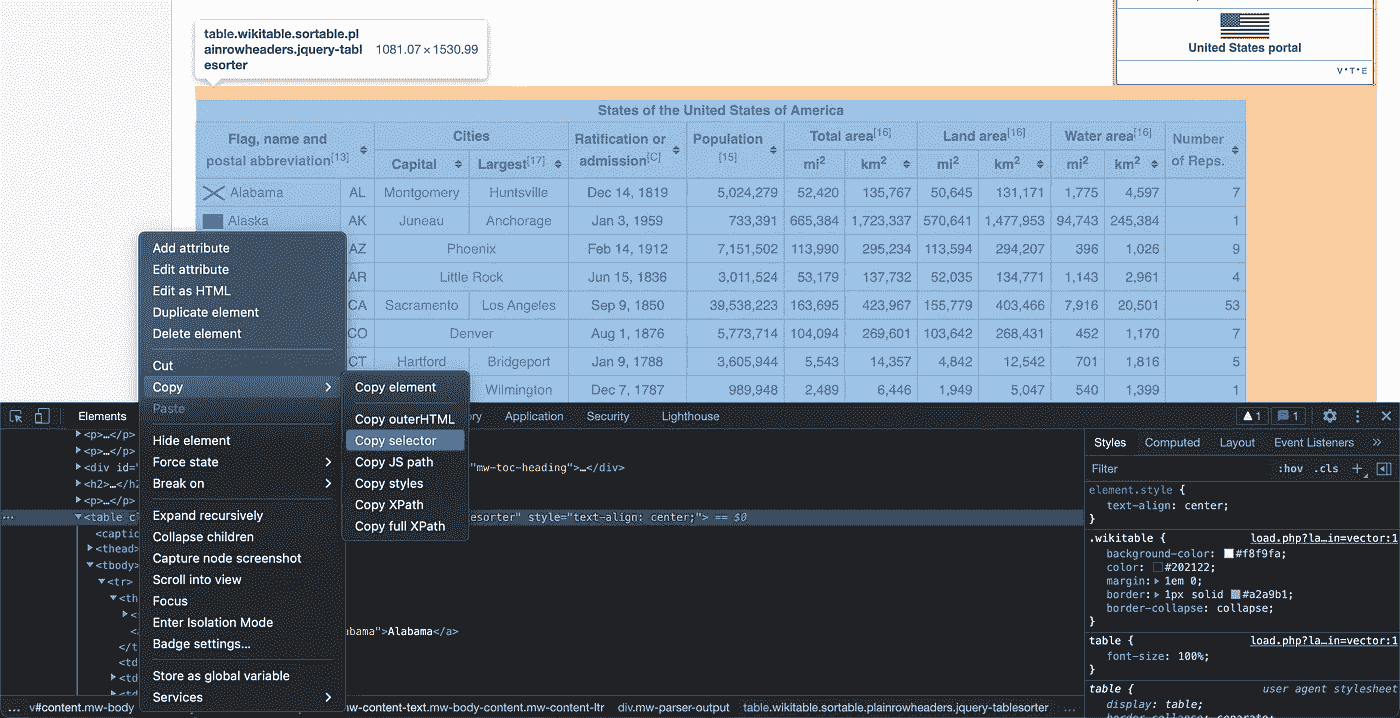 table.wikitable.sortable.pl
ainrowheaders.jquery-tabl
esorter
1081.07 × 1530.99
United States portal
V·T·E
States of the United States of America
Flag, name and
postal abbreviation[13]
Cities
Ratification or
admission[C]
Population
[15]
Total area[16]
Land area[16]
Water area[16]
Number
of Reps.
Capital
Largest[17]
mi2
km2
mi2
km2
mi2
km2
Alabama AL Montgomery Huntsville Dec 14, 1819 5,024,279 52,420 135,767 50,645 131,171 1,775 4,597 7
Alaska AK Juneau Anchorage Jan 3, 1959 733,391 665,384 1,723,337 570,641 1,477,953 94,743 245,384 1
AZ Phoenix Feb 14, 1912 7,151,502 113,990 295,234 113,594 294,207 396 1,026 9
AR Little Rock Jun 15, 1836 3,011,524 53,179 137,732 52,035 134,771 1,143 2,961 4
CA Sacramento Los Angeles Sep 9, 1850 39,538,223 163,695 423,967 155,779 403,466 7,916 20,501 53
CO Denver Aug 1, 1876 5,773,714 104,094 269,601 103,642 268,431 452 1,170 7
CT Hartford Bridgeport Jan 9, 1788 3,605,944 5,543 14,357 4,842 12,542 701 1,816 5
Wilmington Dec 7, 1787 989,948 2,489 6,446 1,949 5,047 540 1,399 1
Add attribute
Edit attribute
Edit as HTML
Duplicate element
Delete element
Cut
Copy
Paste
Hide element
Force state
Break on
Expand recursively
Collapse children
Capture node screenshot
Scroll into view
Focus
Enter Isolation Mode
Badge settings...
Store as global variable
Services
Copy element
Copy outerHTML
Copy selector
Copy JS path
Copy styles
Copy XPath
Copy full XPath
Elements
ory
Application
Security
Lighthouse
1
1
<p>…</p>
<p>…</p>
<div id="
"mw-toc-heading">…</div>
<h2>…</h2
<p>…</p>
… <table cl
esorter" style="text-align: center;"> == $0
<captio
<thead>
<tbody>
<tr>
<th
<
<a
abama">Alabama</a>
</t
<td
<td
<td
… v#content.mw-body
mw-content-text.mw-body-content.mw-content-ltr
div.mw-parser-output
table.wikitable.sortable.plainrowheaders.jquery-tablesorter
…
Styles
Computed
Layout
Event Listeners
»
Filter
:hov
.cls
+
element.style {
text-align: center;
}
.wikitable {
load.php?la…in=vector:1
background-color: #f8f9fa;
color: #202122;
margin: 1em 0;
border: 1px solid #a2a9b1;
border-collapse: collapse;
}
table {
load.php?la…in=vector:1
font-size: 100%;
}
table {
user agent stylesheet
display: table;
border-collapse: separate;